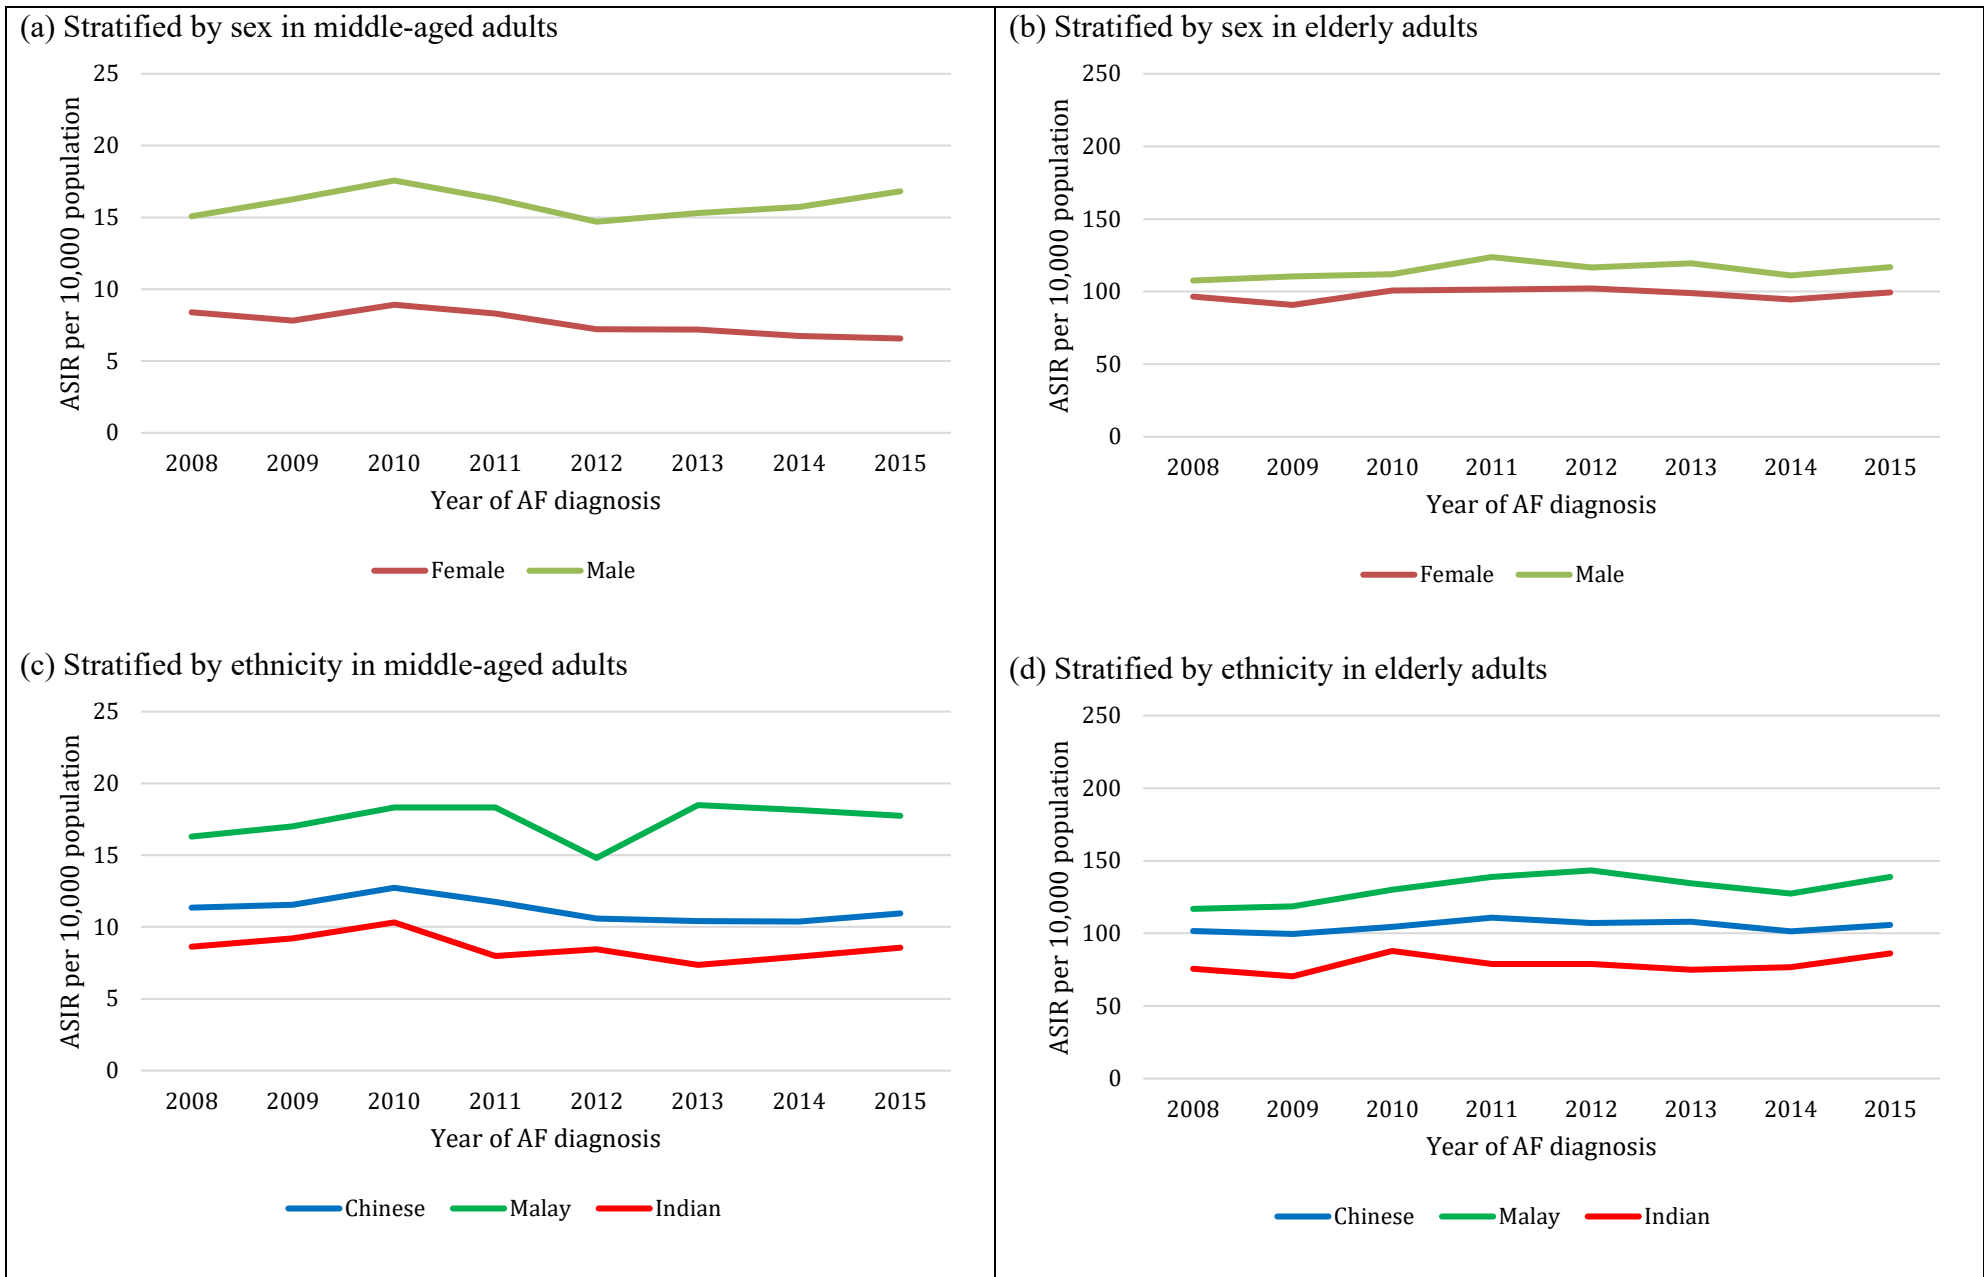 (a) Stratified by sex in middle-aged adults
25
20
15
10
5
0
ASIR per 10,000 population
2008 2009 2010 2011 2012 2013 2014 2015
Year of AF diagnosis
Female Male
(b) Stratified by sex in elderly adults
250
200
150
100
50
0
ASIR per 10,000 population
2008 2009 2010 2011 2012 2013 2014 2015
Year of AF diagnosis
Female Male
(c) Stratified by ethnicity in middle-aged adults
25
20
15
10
5
0
ASIR per 10,000 population
2008 2009 2010 2011 2012 2013 2014 2015
Year of AF diagnosis
Chinese Malay Indian
(d) Stratified by ethnicity in elderly adults
250
200
150
100
50
0
ASIR per 10,000 population
2008 2009 2010 2011 2012 2013 2014 2015
Year of AF diagnosis
Chinese Malay Indian